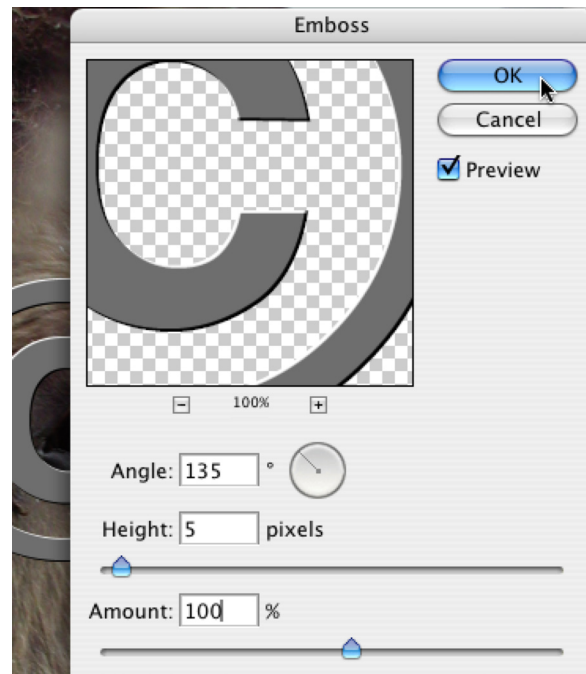 Emboss
OK
Cancel
Preview
100%
Angle: 135 °
Height: 5 pixels
Amount: 100 %